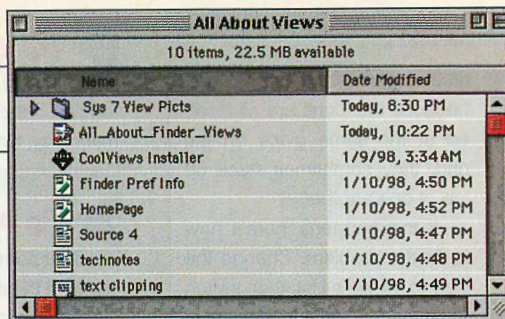 All About Views
10 items, 22.5 MB available
Name Date Modified
Sys 7 View Picts Today, 8:30 PM
All_About_Finder_Views Today, 10:22 PM
CoolViews Installer 1/9/98, 3:34 AM
Finder Pref Info 1/10/98, 4:50 PM
HomePage 1/10/98, 4:52 PM
Source 4 1/10/98, 4:47 PM
technotes 1/10/98, 4:48 PM
text clipping 1/10/98, 4:49 PM